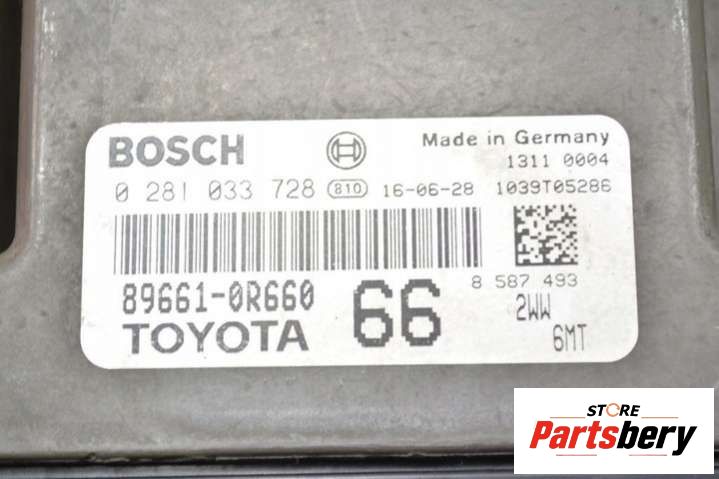 BOSCH Made in Germany
1311 0004
0 281 033 728 810 16-06-28 1039T05286
8 587 493
89661-0R660 66 2WW
TOYOTA 6MT
STORE
Partsbery